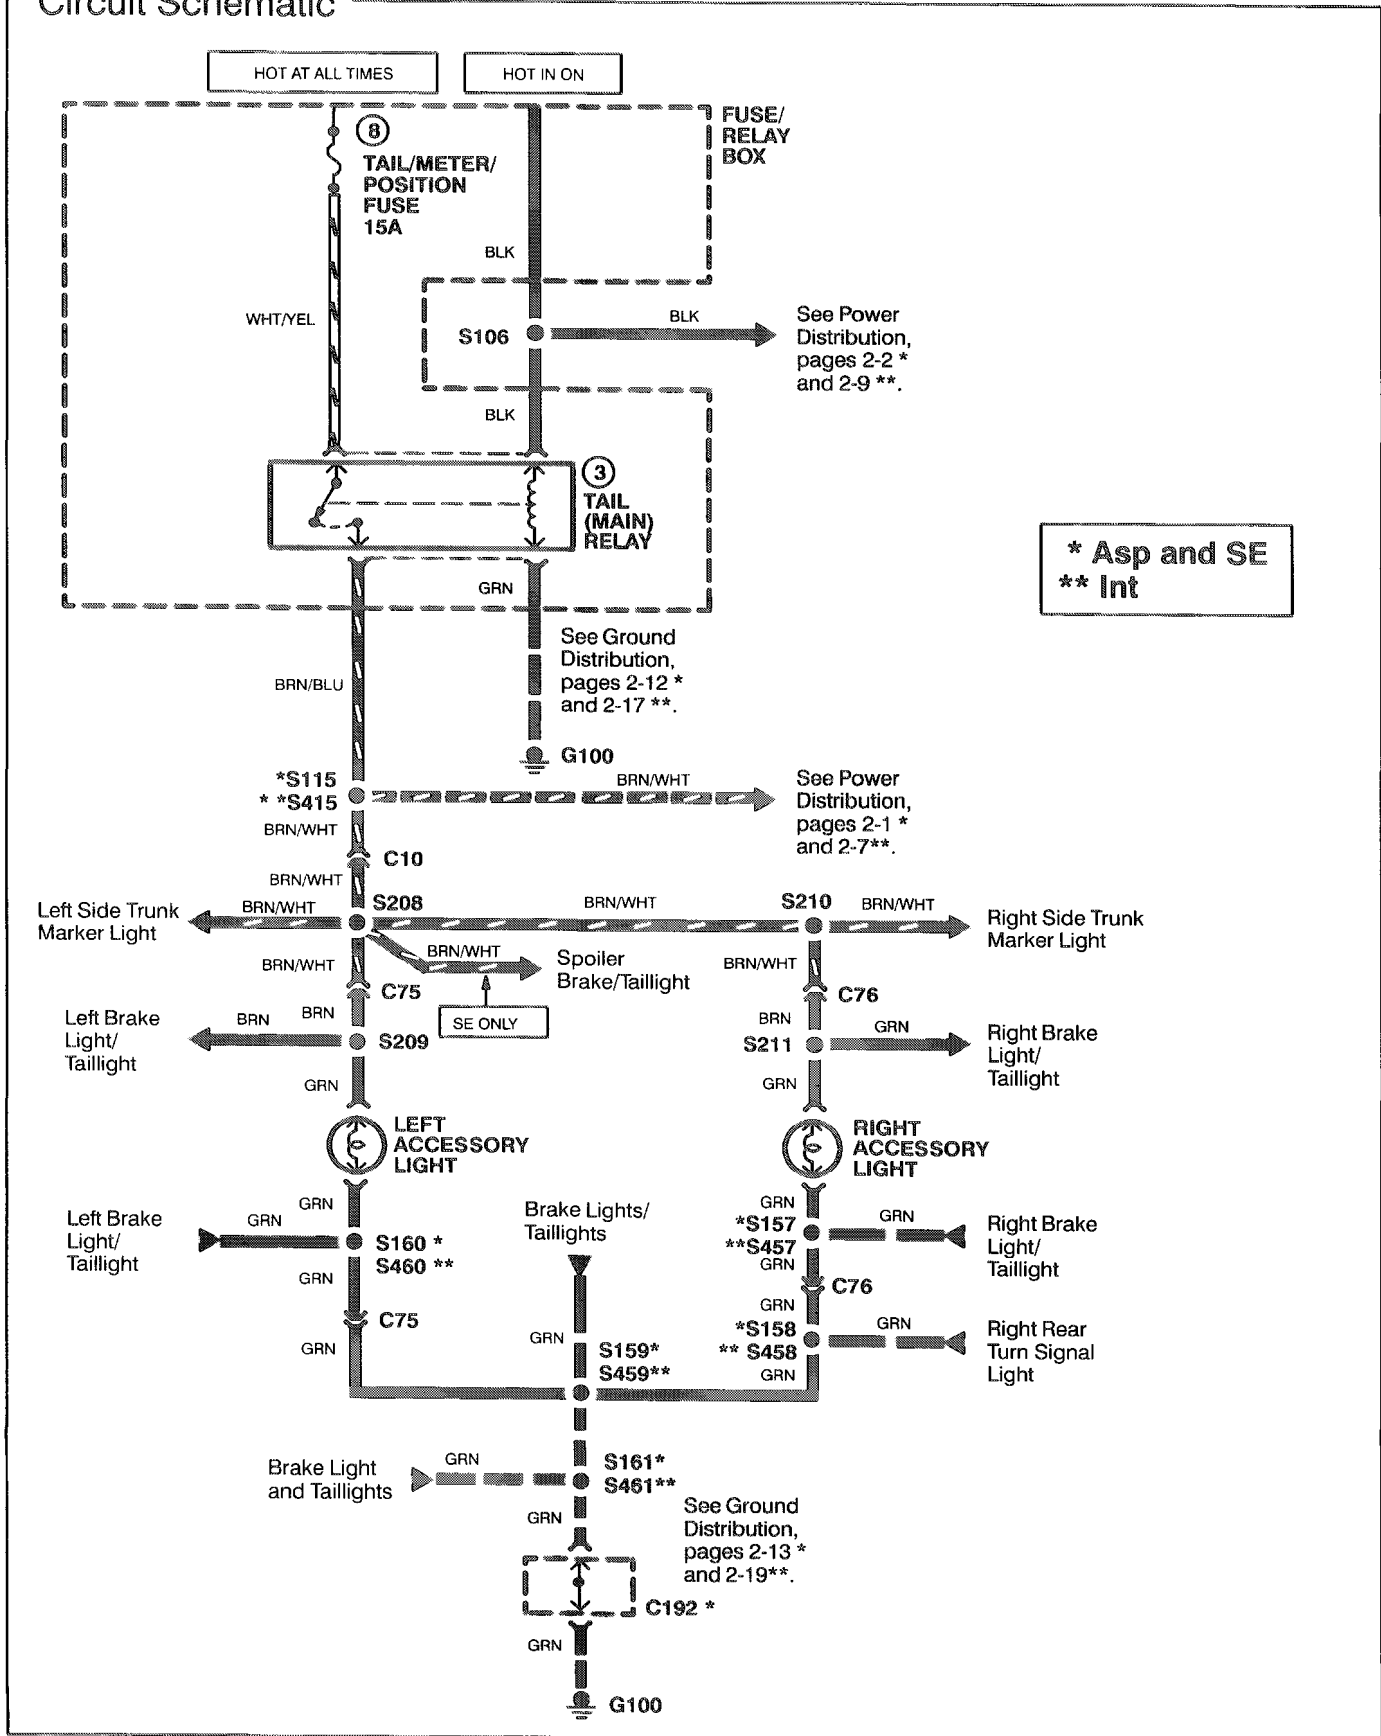 Circuit Schematic
HOT AT ALL TIMES
HOT IN ON
FUSE/
RELAY
BOX
8
TAIL/METER/
POSITION
FUSE
15A
BLK
WHT/YEL
S106
BLK
See Power
Distribution,
pages 2-2 *
and 2-9 **.
BLK
3
TAIL
(MAIN)
RELAY
* Asp and SE
** Int
GRN
See Ground
Distribution,
pages 2-12 *
and 2-17 **.
BRN/BLU
G100
*S115
* *S415
BRN/WHT
See Power
Distribution,
pages 2-1 *
and 2-7**.
BRN/WHT
C10
BRN/WHT
Left Side Trunk
Marker Light
BRN/WHT
S208
BRN/WHT
S210
BRN/WHT
Right Side Trunk
Marker Light
BRN/WHT
BRN/WHT
Spoiler
Brake/Taillight
BRN/WHT
C75
SE ONLY
C76
Left Brake
Light/
Taillight
BRN
BRN
S209
BRN
S211
GRN
Right Brake
Light/
Taillight
GRN
GRN
LEFT
ACCESSORY
LIGHT
RIGHT
ACCESSORY
LIGHT
GRN
Left Brake
Light/
Taillight
GRN
S160 *
S460 **
GRN
C75
GRN
Brake Lights/
Taillights
GRN
S159*
S459**
GRN
*S157
**S457
GRN
GRN
Right Brake
Light/
Taillight
C76
GRN
*S158
** S458
GRN
GRN
Right Rear
Turn Signal
Light
Brake Light
and Taillights
GRN
S161*
S461**
GRN
See Ground
Distribution,
pages 2-13 *
and 2-19**.
C192 *
GRN
G100